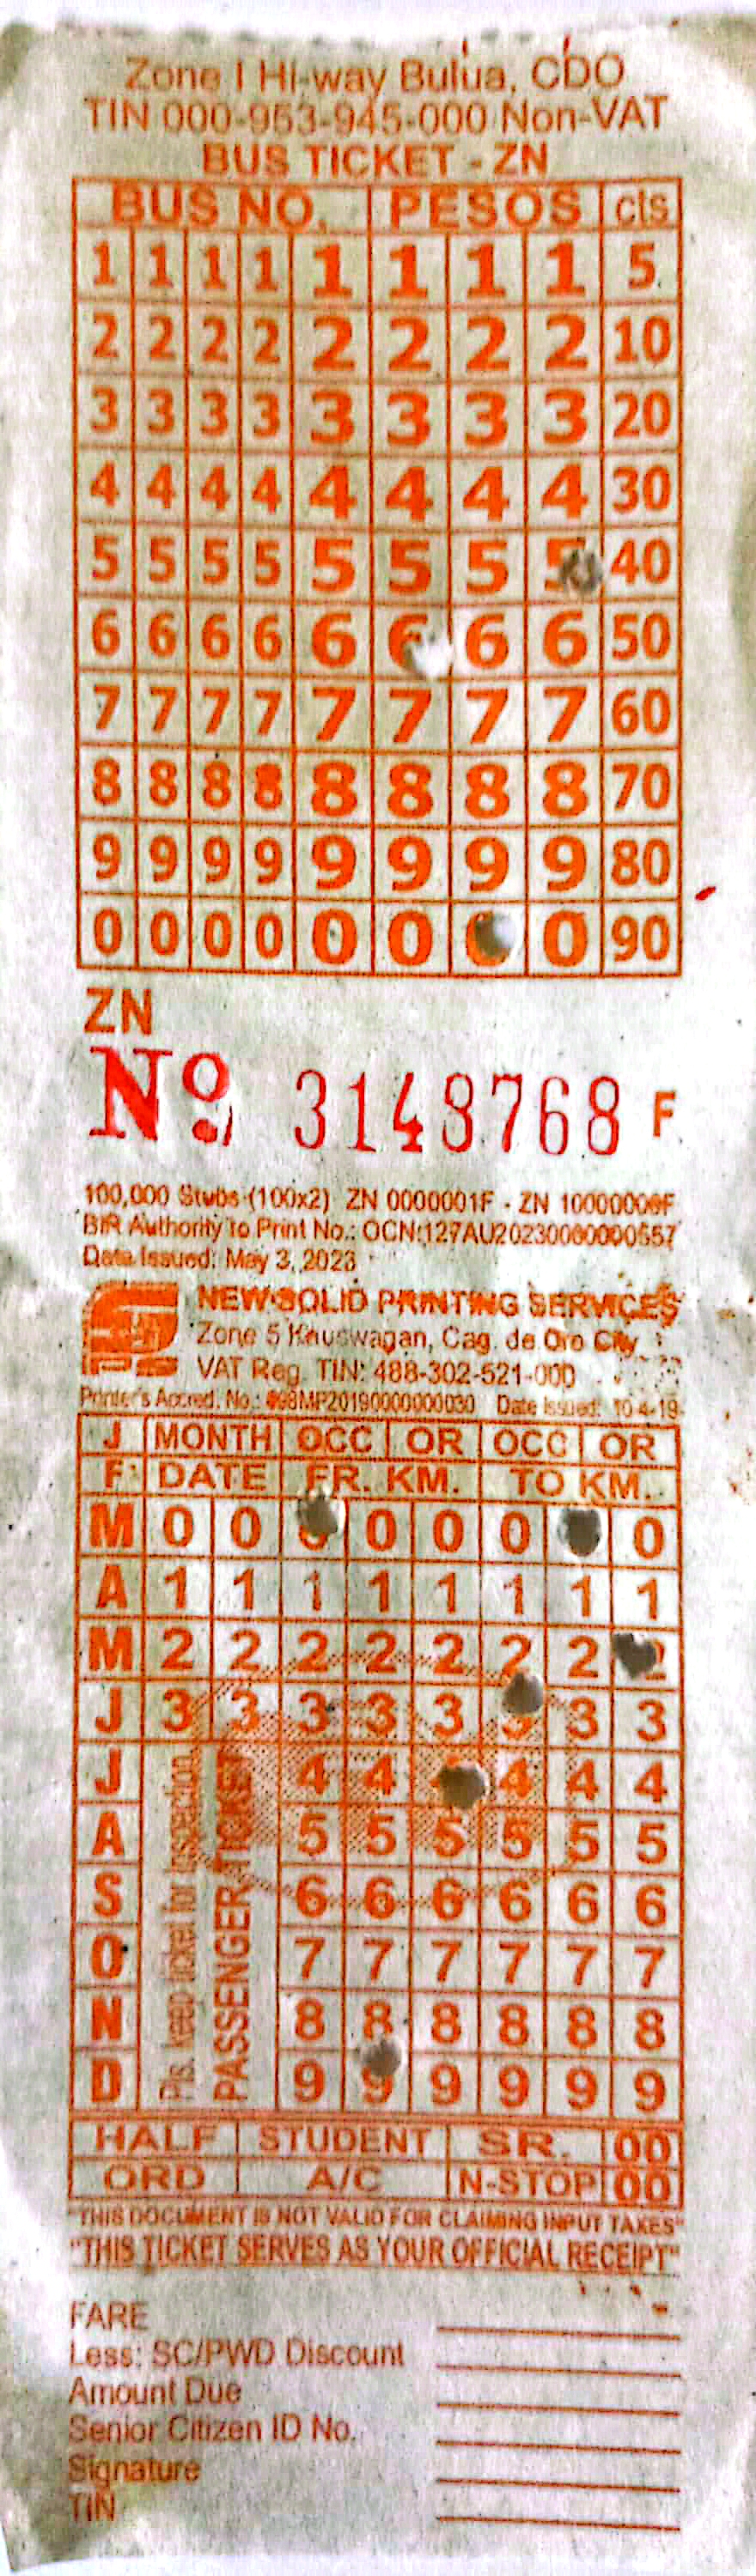 Zone I Hi-way Bulua, CDO
TIN 000-953-945-000 Non-VAT
BUS TICKET - ZN
BUS NO. PESOS cts
1 1 1 1 1 1 1 1 5
2 2 2 2 2 2 2 2 10
3 3 3 3 3 3 3 3 20
4 4 4 4 4 4 4 4 30
5 5 5 5 5 5 5 5 40
6 6 6 6 6 6 6 6 50
7 7 7 7 7 7 7 7 60
8 8 8 8 8 8 8 8 70
9 9 9 9 9 9 9 9 80
0 0 0 0 0 0 0 0 90
ZN
No 3148768 F
100,000 Stubs (100x2) ZN 0000001F - ZN 10000000F
BIR Authority to Print No.: OCN:127AU20230000000557
Date Issued: May 3, 2023
NEW SOLID PRINTING SERVICES
Zone 5 Kauswagan, Cag. de Oro City
VAT Reg. TIN: 488-302-521-000
Printer's Accred. No.: Date Issued: 10-4-19
J MONTH OCC OR OCC OR
F DATE FR. KM. TO KM.
M 0 0 0 0 0 0 0
A 1 1 1 1 1 1 1 1
M 2 2 2 2 2 2 2 2
J 3 3 3 3 3 3 3 3
J 4 4 4 4 4
A 5 5 5 5 5 5
S 6 6 6 6 6 6
O 7 7 7 7 7 7
N 8 8 8 8 8 8
D 9 9 9 9 9 9
Pls. keep ticket for inspection
PASSENGER TICKET
HALF STUDENT SR. 00
ORD A/C N-STOP 00
"THIS DOCUMENT IS NOT VALID FOR CLAIMING INPUT TAXES"
"THIS TICKET SERVES AS YOUR OFFICIAL RECEIPT"
FARE
Less: SC/PWD Discount
Amount Due
Senior Citizen ID No.
Signature
TIN